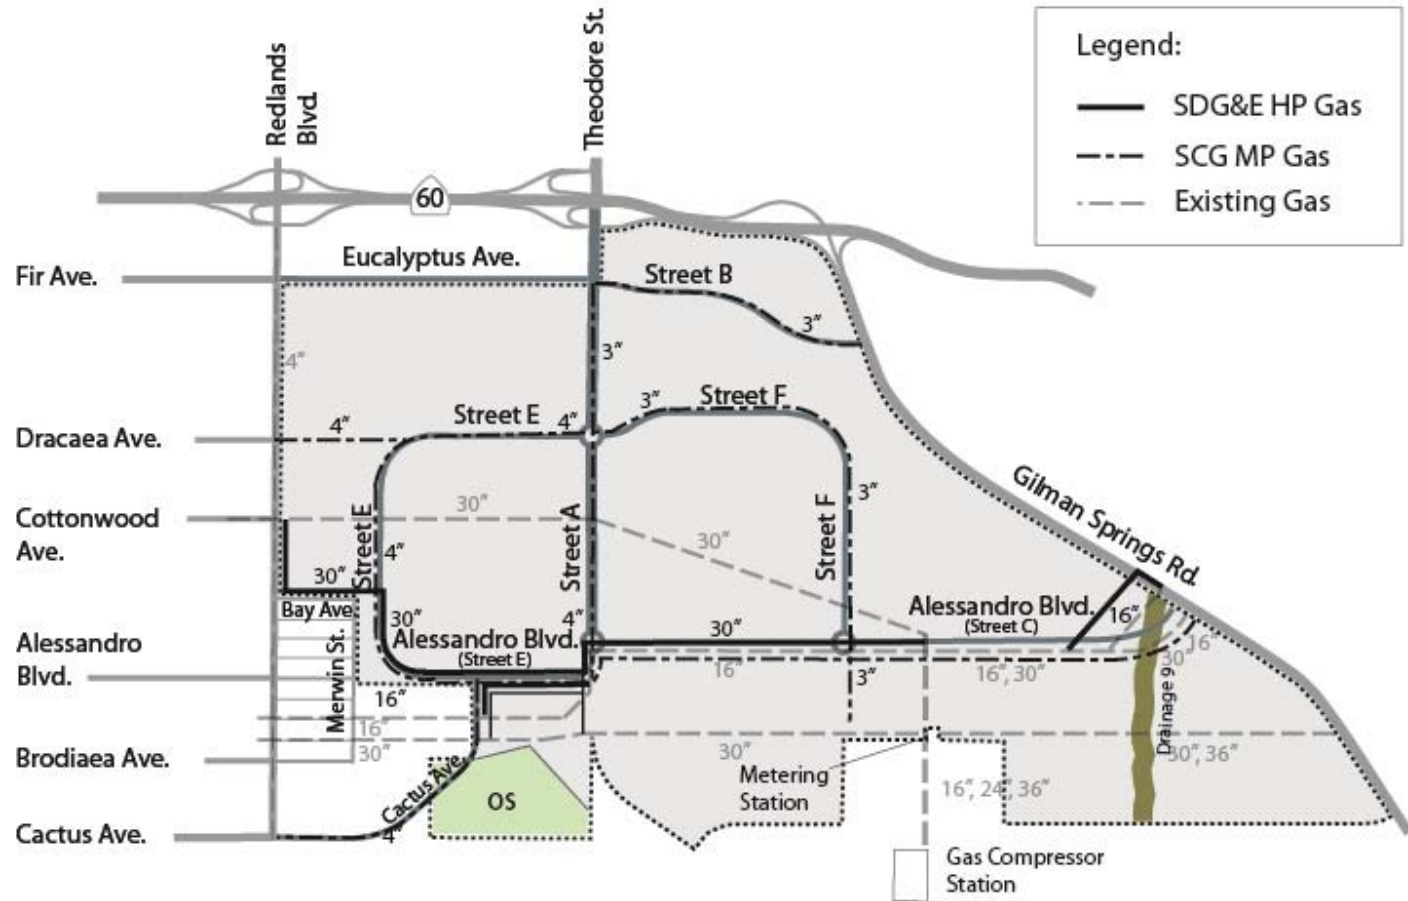 Redlands
Blvd.
Theodore St.
Legend:
SDG&E HP Gas
SCG MP Gas
Existing Gas
60
Fir Ave.
Eucalyptus Ave.
Street B
3”
4”
3”
Street E
4”
4”
3”
Street F
Dracaea Ave.
Cottonwood
Ave.
30”
Street E
4”
Street A
30”
3”
Street F
Gilman Springs Rd.
30”
Bay Ave
30”
Alessandro Blvd.
(Street E)
4”
30”
Alessandro Blvd.
(Street C)
16”
16”
30”
Alessandro
Blvd.
Merwin St.
16”
16”
30”
16”
3”
16”, 30”
Drainage 9
30”, 36”
Brodiaea Ave.
30”
Metering
Station
16”, 24”, 36”
Cactus Ave.
OS
Cactus Ave.
4”
Gas Compressor
Station